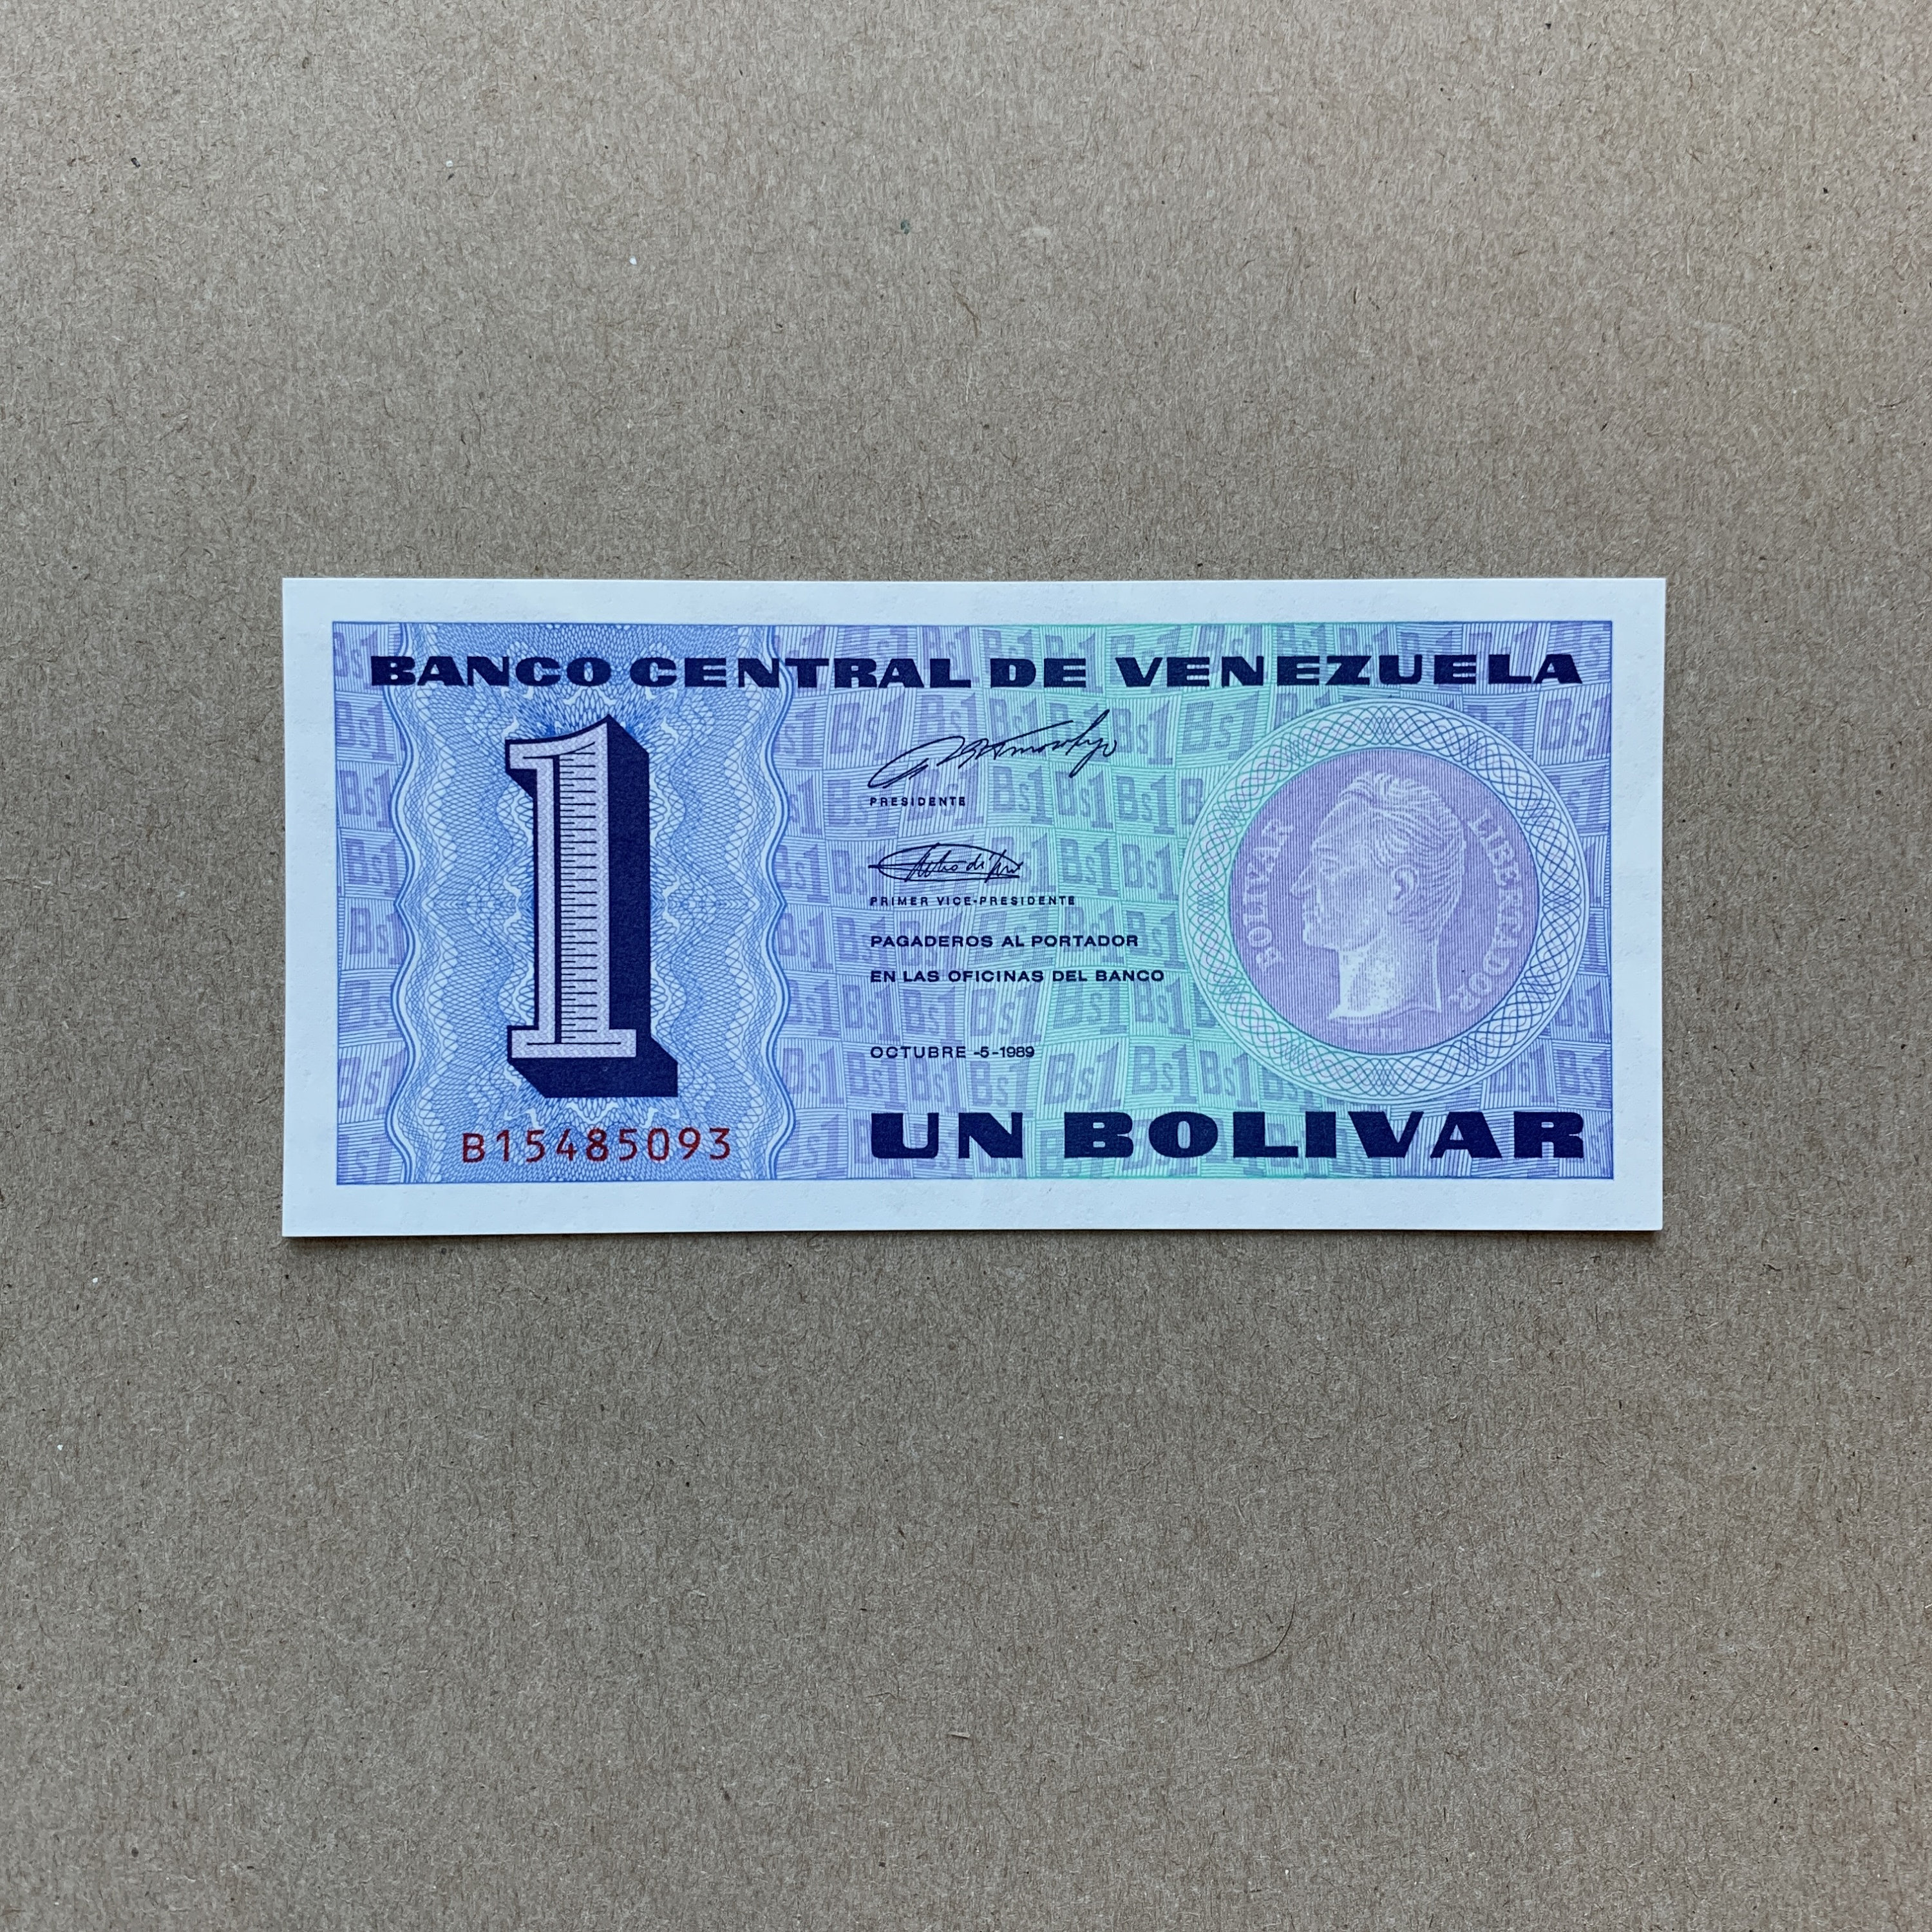 BANCO CENTRAL DE VENEZUELA
1
PRESIDENTE
PRIMER VICE-PRESIDENTE
PAGADEROS AL PORTADOR
EN LAS OFICINAS DEL BANCO
OCTUBRE -5-1989
BOLIVAR LIBERTADOR
B15485093
UN BOLIVAR